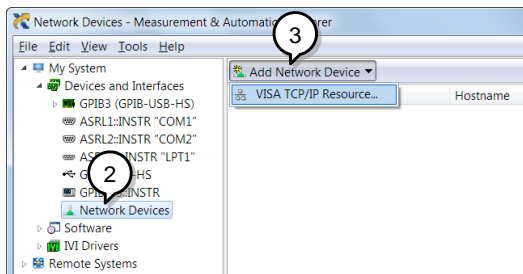 Network Devices - Measurement & Automation Explorer
File Edit View Tools Help
My System
Devices and Interfaces
GPIB3 (GPIB-USB-HS)
ASRL1::INSTR "COM1"
ASRL2::INSTR "COM2"
INSTR "LPT1"
HS
INSTR
Network Devices
Software
IVI Drivers
Remote Systems
2
3
Add Network Device
VISA TCP/IP Resource...
Hostname